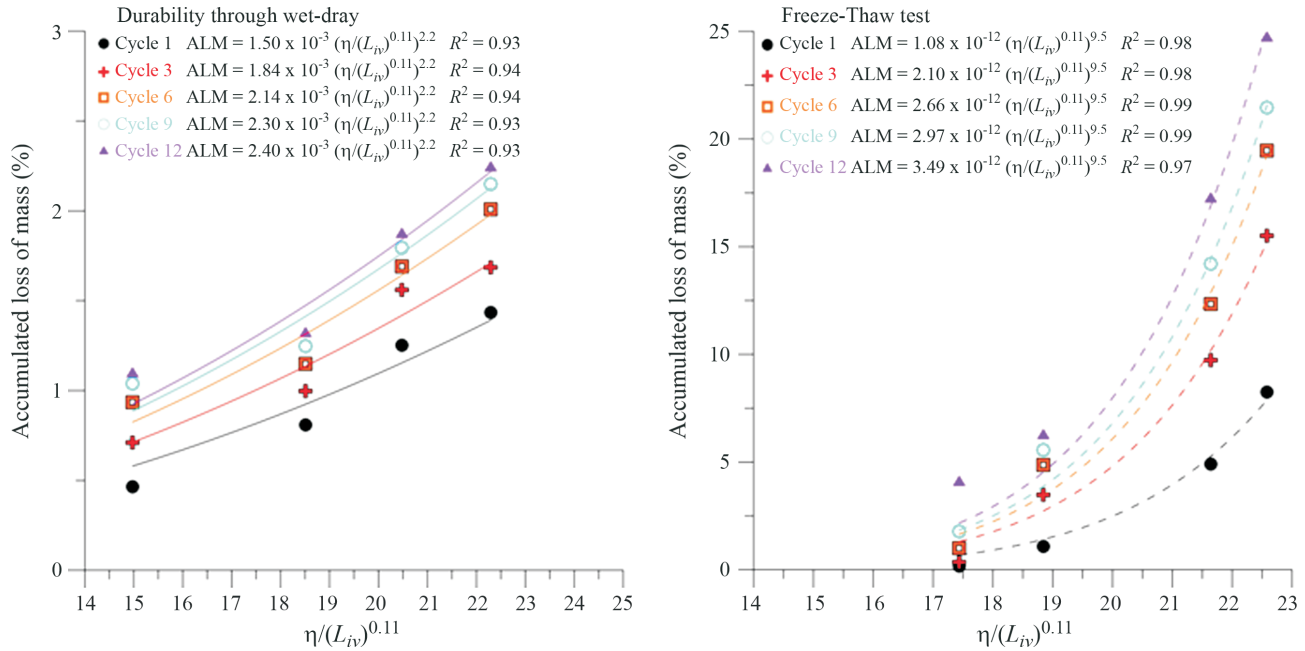 Durability through wet-dray
Cycle 1 ALM = 1.50 x 10-3 (η/(Liv)0.11)2.2 R2 = 0.93
Cycle 3 ALM = 1.84 x 10-3 (η/(Liv)0.11)2.2 R2 = 0.94
Cycle 6 ALM = 2.14 x 10-3 (η/(Liv)0.11)2.2 R2 = 0.94
Cycle 9 ALM = 2.30 x 10-3 (η/(Liv)0.11)2.2 R2 = 0.93
Cycle 12 ALM = 2.40 x 10-3 (η/(Liv)0.11)2.2 R2 = 0.93
Accumulated loss of mass (%)
3
2
1
0
14 15 16 17 18 19 20 21 22 23 24 25
η/(Liv)0.11
Freeze-Thaw test
Cycle 1 ALM = 1.08 x 10-12 (η/(Liv)0.11)9.5 R2 = 0.98
Cycle 3 ALM = 2.10 x 10-12 (η/(Liv)0.11)9.5 R2 = 0.98
Cycle 6 ALM = 2.66 x 10-12 (η/(Liv)0.11)9.5 R2 = 0.99
Cycle 9 ALM = 2.97 x 10-12 (η/(Liv)0.11)9.5 R2 = 0.99
Cycle 12 ALM = 3.49 x 10-12 (η/(Liv)0.11)9.5 R2 = 0.97
Accumulated loss of mass (%)
25
20
15
10
5
0
14 15 16 17 18 19 20 21 22 23
η/(Liv)0.11